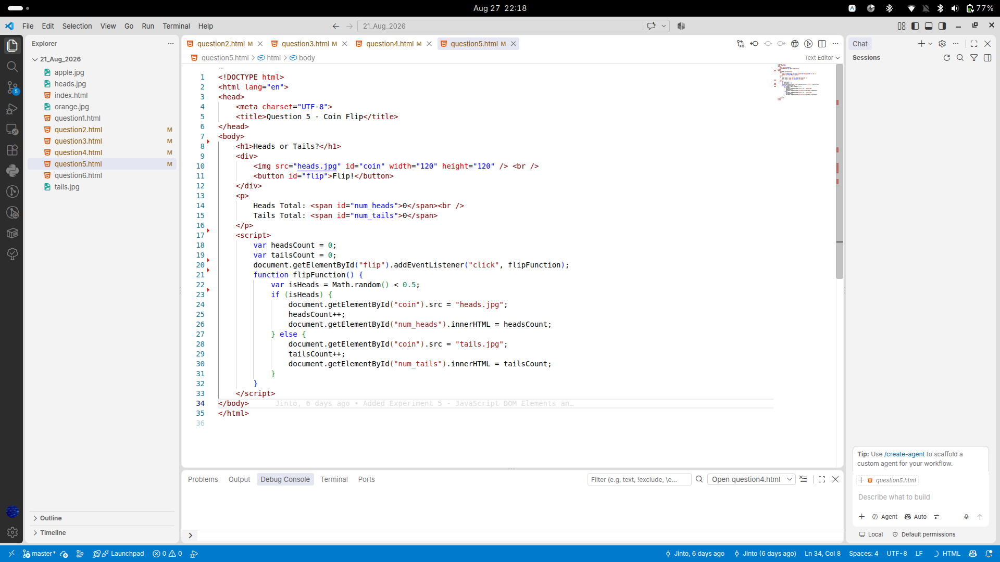 Aug 27 22:18
77%
File Edit Selection View Go Run Terminal Help
21_Aug_2026
Explorer
21_Aug_2026
apple.jpg
heads.jpg
index.html
orange.jpg
question1.html
question2.html M
question3.html M
question4.html M
question5.html M
question6.html
tails.jpg
5
Outline
Timeline
question2.html M question3.html M question4.html M question5.html M
question5.html > html > body
Text Editor
1 <!DOCTYPE html>
2 <html lang="en">
3 <head>
4 <meta charset="UTF-8">
5 <title>Question 5 - Coin Flip</title>
6 </head>
7 <body>
8 <h1>Heads or Tails?</h1>
9 <div>
10 <img src="heads.jpg" id="coin" width="120" height="120" /> <br />
11 <button id="flip">Flip!</button>
12 </div>
13 <p>
14 Heads Total: <span id="num_heads">0</span><br />
15 Tails Total: <span id="num_tails">0</span>
16 </p>
17 <script>
18 var headsCount = 0;
19 var tailsCount = 0;
20 document.getElementById("flip").addEventListener("click", flipFunction);
21 function flipFunction() {
22 var isHeads = Math.random() < 0.5;
23 if (isHeads) {
24 document.getElementById("coin").src = "heads.jpg";
25 headsCount++;
26 document.getElementById("num_heads").innerHTML = headsCount;
27 } else {
28 document.getElementById("coin").src = "tails.jpg";
29 tailsCount++;
30 document.getElementById("num_tails").innerHTML = tailsCount;
31 }
32 }
33 </script>
34 </body> Jinto, 6 days ago • Added Experiment 5 - JavaScript DOM Elements an…
35 </html>
36
Problems Output Debug Console Terminal Ports
Filter (e.g. text, !exclude, \e...
Open question4.html
Chat
Sessions
Tip: Use /create-agent to scaffold a
custom agent for your workflow.
question5.html
Describe what to build
Agent Auto
Local Default permissions
master* Launchpad 0 0
Jinto, 6 days ago Jinto (6 days ago) Ln 34, Col 8 Spaces: 4 UTF-8 LF HTML